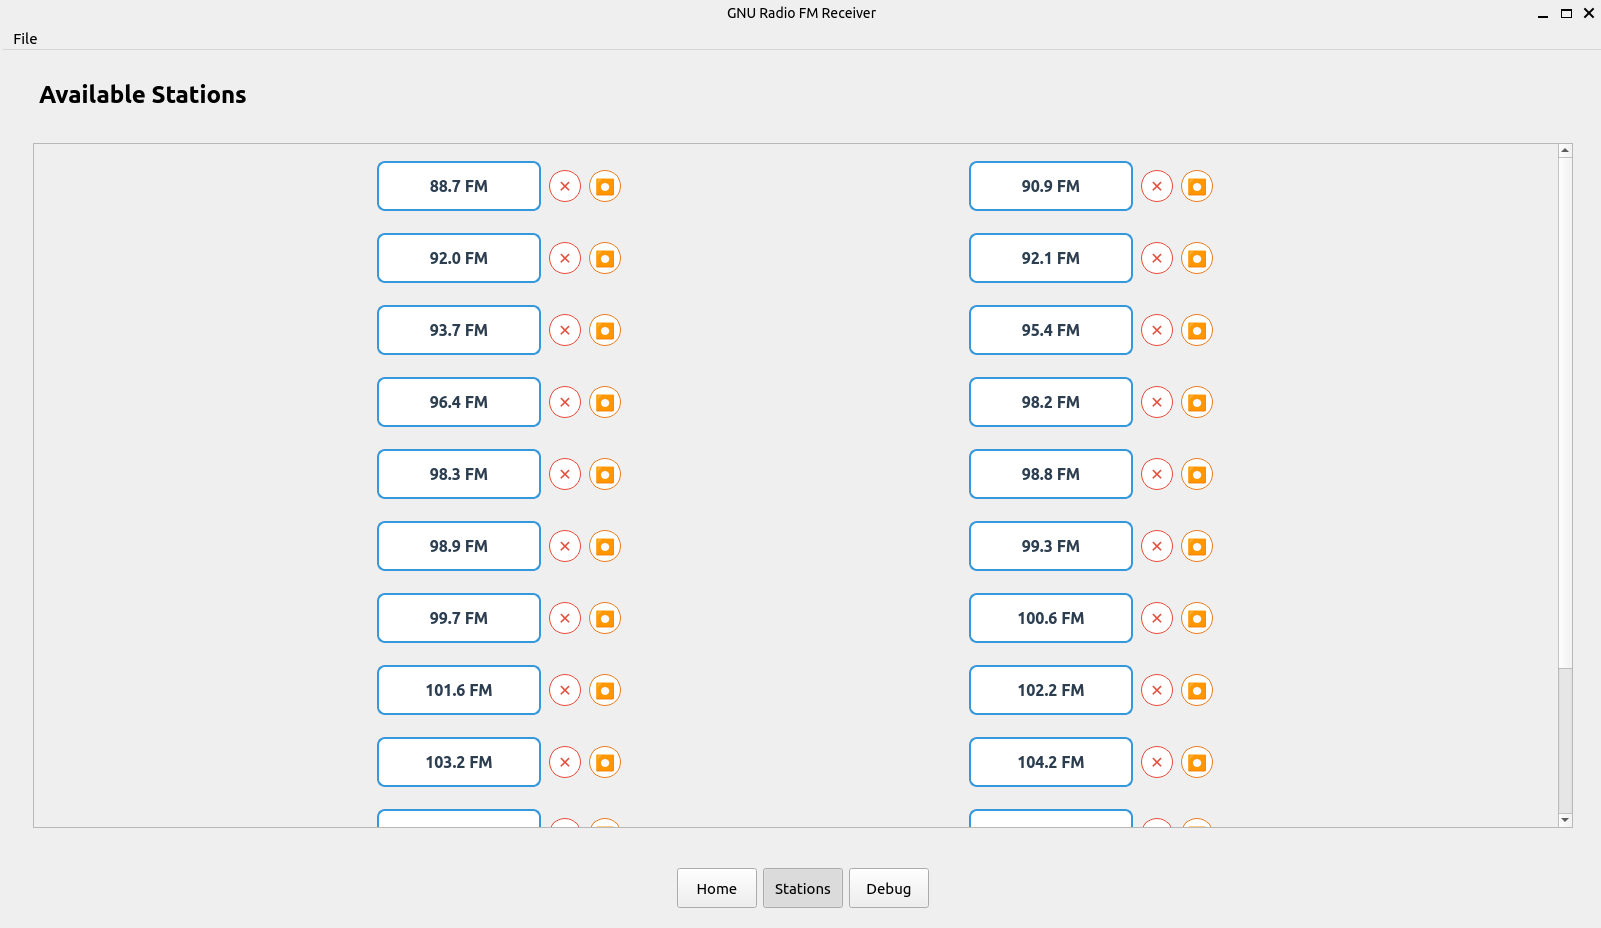 GNU Radio FM Receiver
File
Available Stations
88.7 FM
90.9 FM
92.0 FM
92.1 FM
93.7 FM
95.4 FM
96.4 FM
98.2 FM
98.3 FM
98.8 FM
98.9 FM
99.3 FM
99.7 FM
100.6 FM
101.6 FM
102.2 FM
103.2 FM
104.2 FM
Home
Stations
Debug